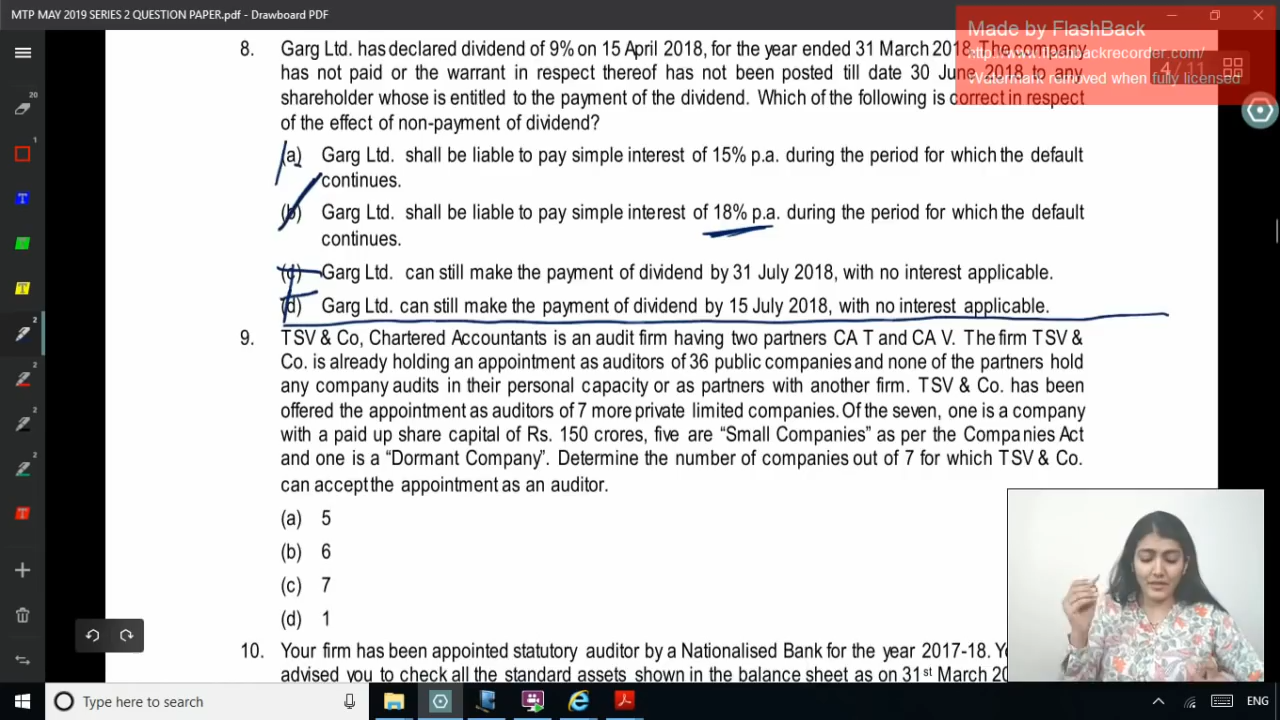 MTP MAY 2019 SERIES 2 QUESTION PAPER.pdf - Drawboard PDF
Made by FlashBack
Watermark removed when fully licensed
4 / 11
8. Garg Ltd. has declared dividend of 9% on 15 April 2018, for the year ended 31 March 2018. The company
has not paid or the warrant in respect thereof has not been posted till date 30 June 2018 to any
shareholder whose is entitled to the payment of the dividend. Which of the following is correct in respect
of the effect of non-payment of dividend?
(a) Garg Ltd. shall be liable to pay simple interest of 15% p.a. during the period for which the default
continues.
(b) Garg Ltd. shall be liable to pay simple interest of 18% p.a. during the period for which the default
continues.
Garg Ltd. can still make the payment of dividend by 31 July 2018, with no interest applicable.
(d) Garg Ltd. can still make the payment of dividend by 15 July 2018, with no interest applicable.
9. TSV & Co, Chartered Accountants is an audit firm having two partners CA T and CA V. The firm TSV &
Co. is already holding an appointment as auditors of 36 public companies and none of the partners hold
any company audits in their personal capacity or as partners with another firm. TSV & Co. has been
offered the appointment as auditors of 7 more private limited companies. Of the seven, one is a company
with a paid up share capital of Rs. 150 crores, five are “Small Companies” as per the Companies Act
and one is a “Dormant Company”. Determine the number of companies out of 7 for which TSV & Co.
can accept the appointment as an auditor.
(a) 5
(b) 6
(c) 7
(d) 1
10. Your firm has been appointed statutory auditor by a Nationalised Bank for the year 2017-18.
advised you to check all the standard assets shown in the balance sheet as on 31st March
Type here to search
ENG